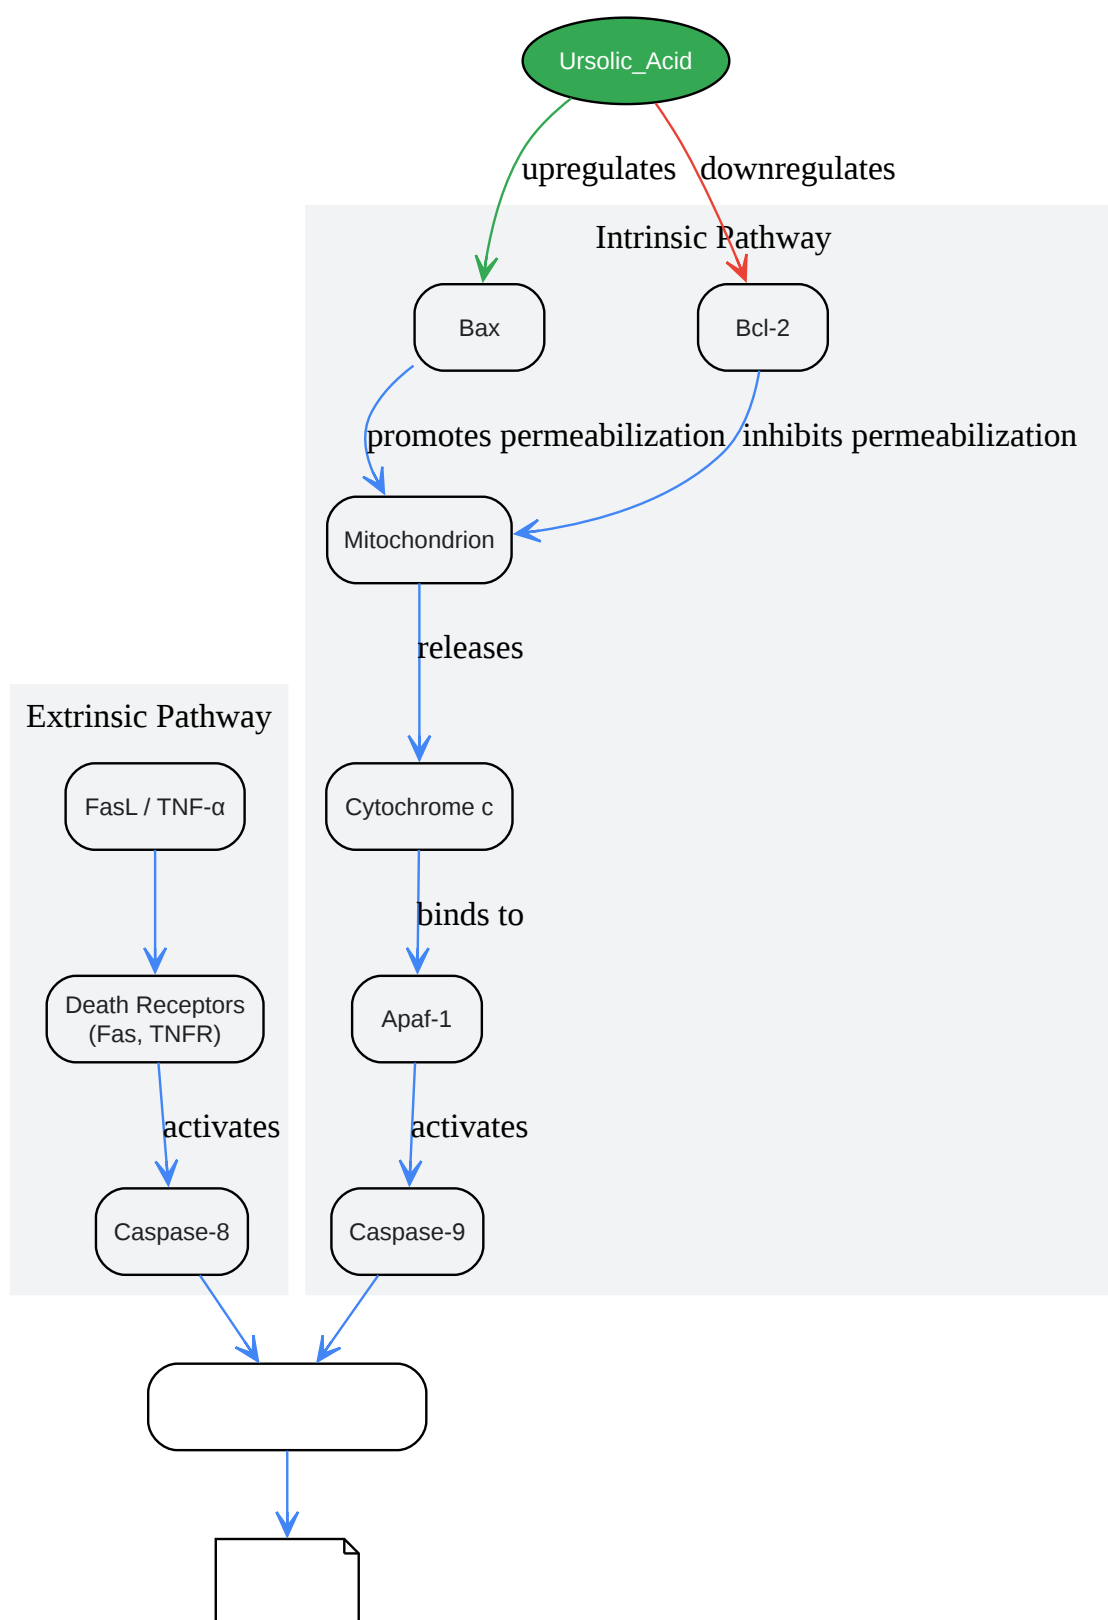 Ursolic_Acid
upregulates
downregulates
Intrinsic Pathway
Bax
Bcl-2
promotes permeabilization
inhibits permeabilization
Mitochondrion
releases
Extrinsic Pathway
FasL / TNF-α
Cytochrome c
binds to
Death Receptors
(Fas, TNFR)
Apaf-1
activates
activates
Caspase-8
Caspase-9